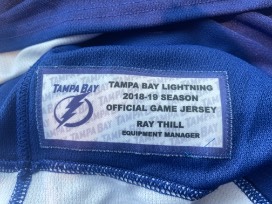 TAMPA BAY
TAMPA BAY LIGHTNING
2018-19 SEASON
OFFICIAL GAME JERSEY
RAY THILL
EQUIPMENT MANAGER